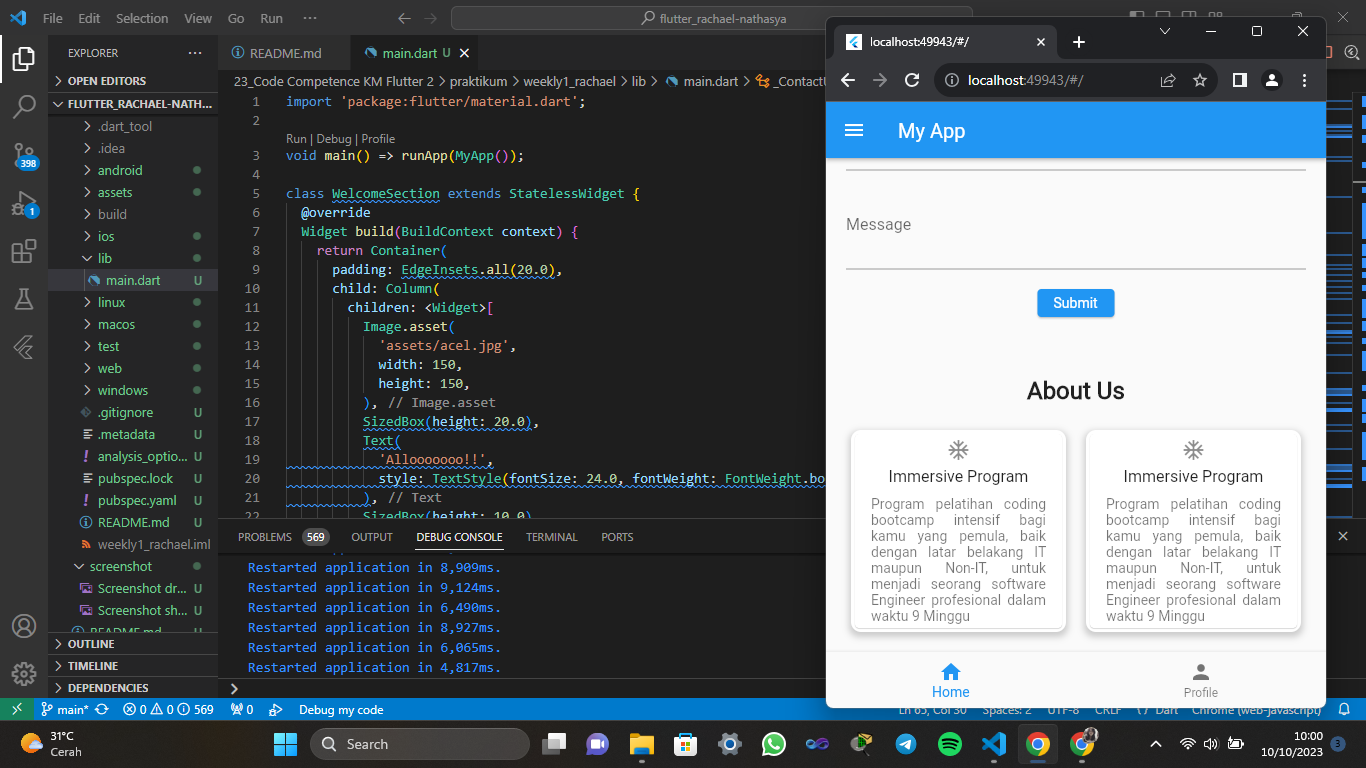 File Edit Selection View Go Run ···
flutter_rachael-nathasya
EXPLORER
OPEN EDITORS
FLUTTER_RACHAEL-NATH...
.dart_tool
.idea
android
assets
build
ios
lib
main.dart U
linux
macos
test
web
windows
.gitignore U
.metadata U
analysis_optio... U
pubspec.lock U
pubspec.yaml U
README.md U
weekly1_rachael.iml
screenshot
Screenshot dr... U
Screenshot sh... U
README.md U
OUTLINE
TIMELINE
DEPENDENCIES
398
1
README.md
main.dart U
23_Code Competence KM Flutter 2 > praktikum > weekly1_rachael > lib > main.dart > _ContactU
1 import 'package:flutter/material.dart';
2
Run | Debug | Profile
3 void main() => runApp(MyApp());
4
5 class WelcomeSection extends StatelessWidget {
6 @override
7 Widget build(BuildContext context) {
8 return Container(
9 padding: EdgeInsets.all(20.0),
10 child: Column(
11 children: <Widget>[
12 Image.asset(
13 'assets/acel.jpg',
14 width: 150,
15 height: 150,
16 ), // Image.asset
17 SizedBox(height: 20.0),
18 Text(
19 'Allooooooo!!',
20 style: TextStyle(fontSize: 24.0, fontWeight: FontWeight.bo
21 ), // Text
22 SizedBox(height: 10.0)
PROBLEMS 569 OUTPUT DEBUG CONSOLE TERMINAL PORTS
Restarted application in 8,909ms.
Restarted application in 9,124ms.
Restarted application in 6,490ms.
Restarted application in 8,927ms.
Restarted application in 6,065ms.
Restarted application in 4,817ms.
main* 0 0 569 0 Debug my code
Ln 65, Col 30 Spaces: 2 UTF-8 CRLF {} Dart Chrome (web-javascript)
localhost:49943/#/
localhost:49943/#/
My App
Message
Submit
About Us
Immersive Program
Program pelatihan coding
bootcamp intensif bagi
kamu yang pemula, baik
dengan latar belakang IT
maupun Non-IT, untuk
menjadi seorang software
Engineer profesional dalam
waktu 9 Minggu
Immersive Program
Program pelatihan coding
bootcamp intensif bagi
kamu yang pemula, baik
dengan latar belakang IT
maupun Non-IT, untuk
menjadi seorang software
Engineer profesional dalam
waktu 9 Minggu
Home
Profile
31°C
Cerah
Search
10:00
10/10/2023
3